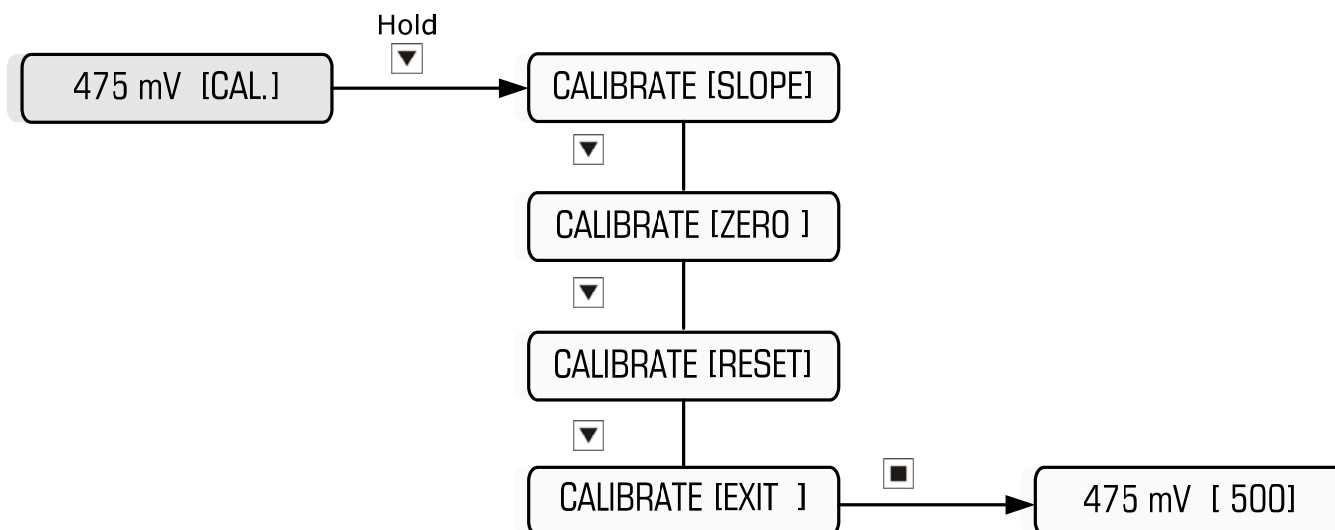 Hold
475 mV [CAL.]
CALIBRATE [SLOPE]
CALIBRATE [ZERO ]
CALIBRATE [RESET]
CALIBRATE [EXIT ]
475 mV [ 500]